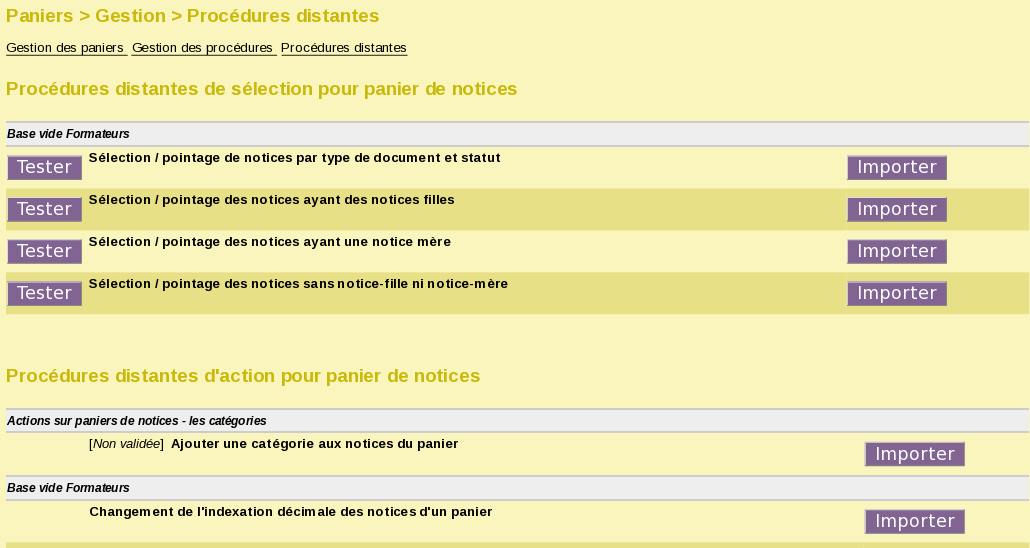 Paniers > Gestion > Procédures distantes
Gestion des paniers Gestion des procédures Procédures distantes
Procédures distantes de sélection pour panier de notices
Base vide Formateurs
Tester Sélection / pointage de notices par type de document et statut Importer
Tester Sélection / pointage des notices ayant des notices filles Importer
Tester Sélection / pointage des notices ayant une notice mère Importer
Tester Sélection / pointage des notices sans notice-fille ni notice-mère Importer
Procédures distantes d'action pour panier de notices
Actions sur paniers de notices - les catégories
[Non validée] Ajouter une catégorie aux notices du panier Importer
Base vide Formateurs
Changement de l'indexation décimale des notices d'un panier Importer